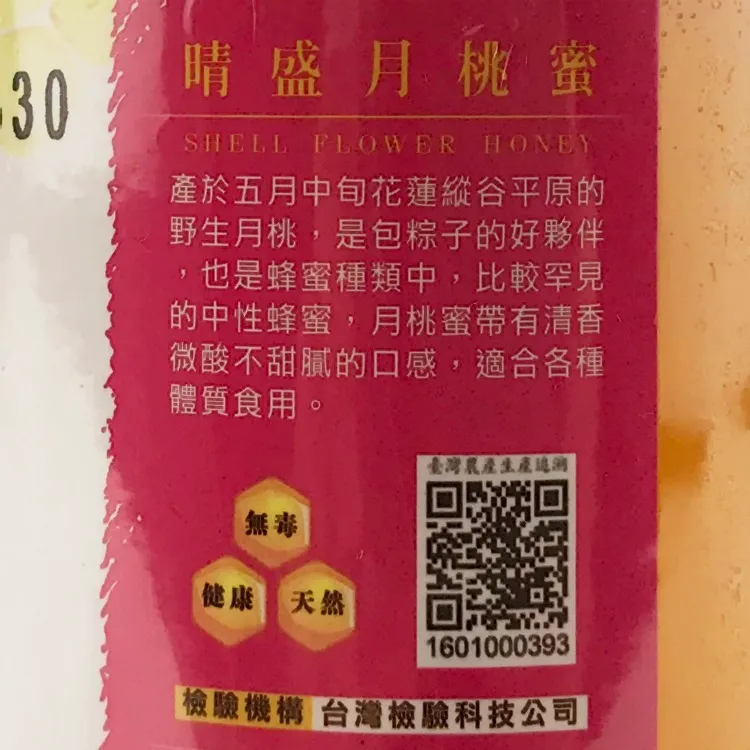 30
晴盛月桃蜜
SHELL FLOWER HONEY
產於五月中旬花蓮縱谷平原的
野生月桃，是包粽子的好夥伴
，也是蜂蜜種類中，比較罕見
的中性蜂蜜，月桃蜜帶有清香
微酸不甜膩的口感，適合各種
體質食用。
臺灣農產生產追溯
無毒
健康
天然
1601000393
檢驗機構 台灣檢驗科技公司